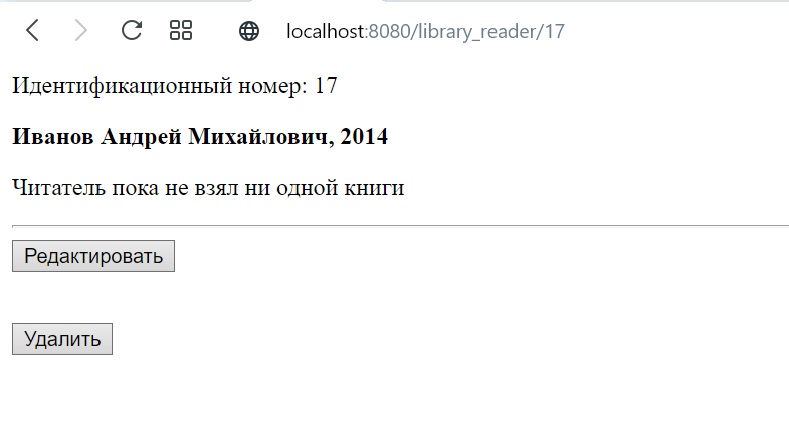 localhost:8080/library_reader/17
Идентификационный номер: 17
Иванов Андрей Михайлович, 2014
Читатель пока не взял ни одной книги
Редактировать
Удалить